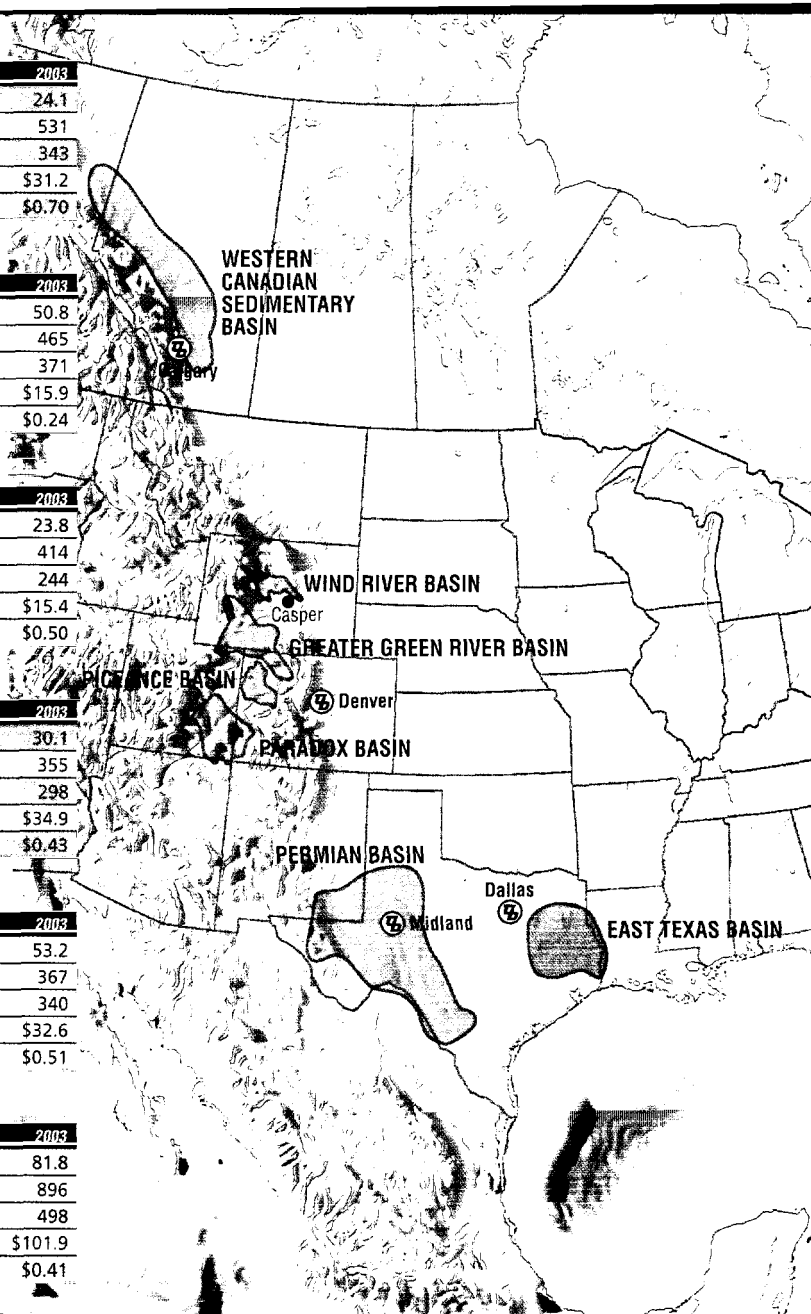 2003
24.1
531
343
$31.2
$0.70
2003
50.8
465
371
$15.9
$0.24
2003
23.8
414
244
$15.4
$0.50
2003
30.1
355
298
$34.9
$0.43
2003
53.2
367
340
$32.6
$0.51
2003
81.8
896
498
$101.9
$0.41
WESTERN
CANADIAN
SEDIMENTARY
BASIN
Calgary
WIND RIVER BASIN
Casper
GREATER GREEN RIVER BASIN
PICEANCE BASIN
Denver
PARADOX BASIN
PERMIAN BASIN
Dallas
Midland
EAST TEXAS BASIN